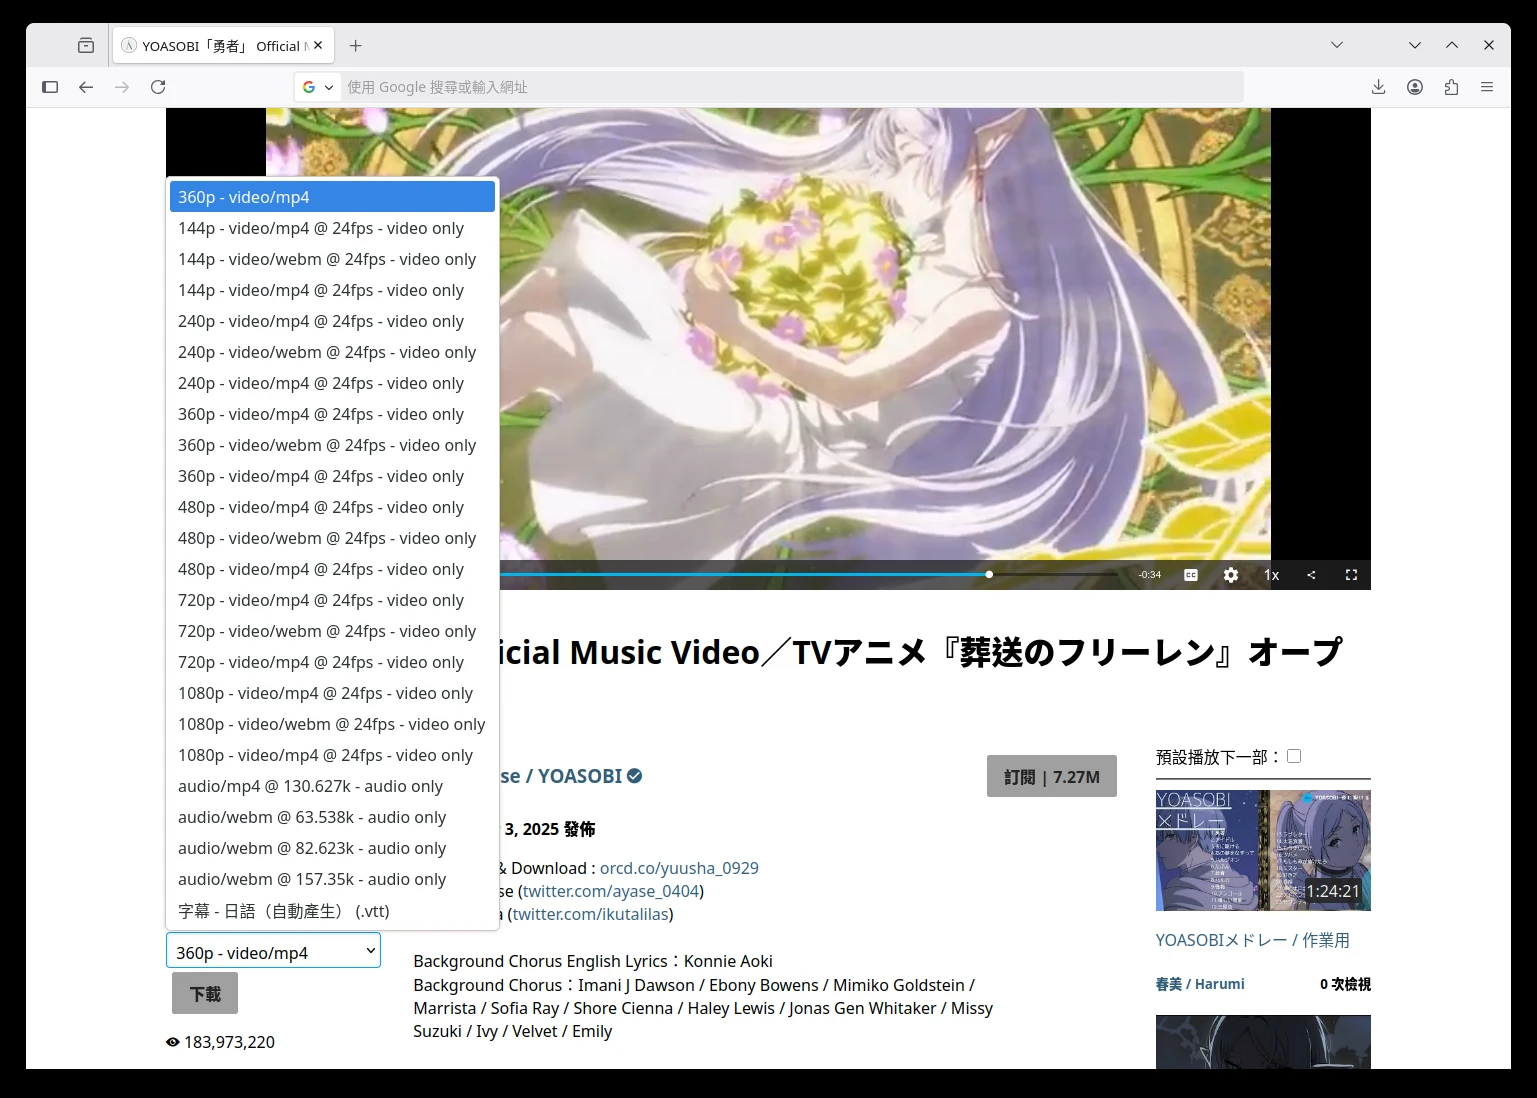 YOASOBI「勇者」 Official
使用 Google 搜尋或輸入網址
360p - video/mp4
144p - video/mp4 @ 24fps - video only
144p - video/webm @ 24fps - video only
144p - video/mp4 @ 24fps - video only
240p - video/mp4 @ 24fps - video only
240p - video/webm @ 24fps - video only
240p - video/mp4 @ 24fps - video only
360p - video/mp4 @ 24fps - video only
360p - video/webm @ 24fps - video only
360p - video/mp4 @ 24fps - video only
480p - video/mp4 @ 24fps - video only
480p - video/webm @ 24fps - video only
480p - video/mp4 @ 24fps - video only
720p - video/mp4 @ 24fps - video only
720p - video/webm @ 24fps - video only
720p - video/mp4 @ 24fps - video only
1080p - video/mp4 @ 24fps - video only
1080p - video/webm @ 24fps - video only
1080p - video/mp4 @ 24fps - video only
audio/mp4 @ 130.627k - audio only
audio/webm @ 63.538k - audio only
audio/webm @ 82.623k - audio only
audio/webm @ 157.35k - audio only
字幕 - 日語（自動產生） (.vtt)
360p - video/mp4
下載
183,973,220
-0:34
1x
icial Music Video／TVアニメ『葬送のフリーレン』オープ
se / YOASOBI
訂閱 | 7.27M
3, 2025 發佈
& Download : orcd.co/yuusha_0929
se (twitter.com/ayase_0404)
a (twitter.com/ikutalilas)
Background Chorus English Lyrics：Konnie Aoki
Background Chorus：Imani J Dawson / Ebony Bowens / Mimiko Goldstein /
Marrista / Sofia Ray / Shore Cienna / Haley Lewis / Jonas Gen Whitaker / Missy
Suzuki / Ivy / Velvet / Emily
預設播放下一部：
YOASOBI
メドレー
1:24:21
YOASOBIメドレー / 作業用
春美 / Harumi
0 次檢視